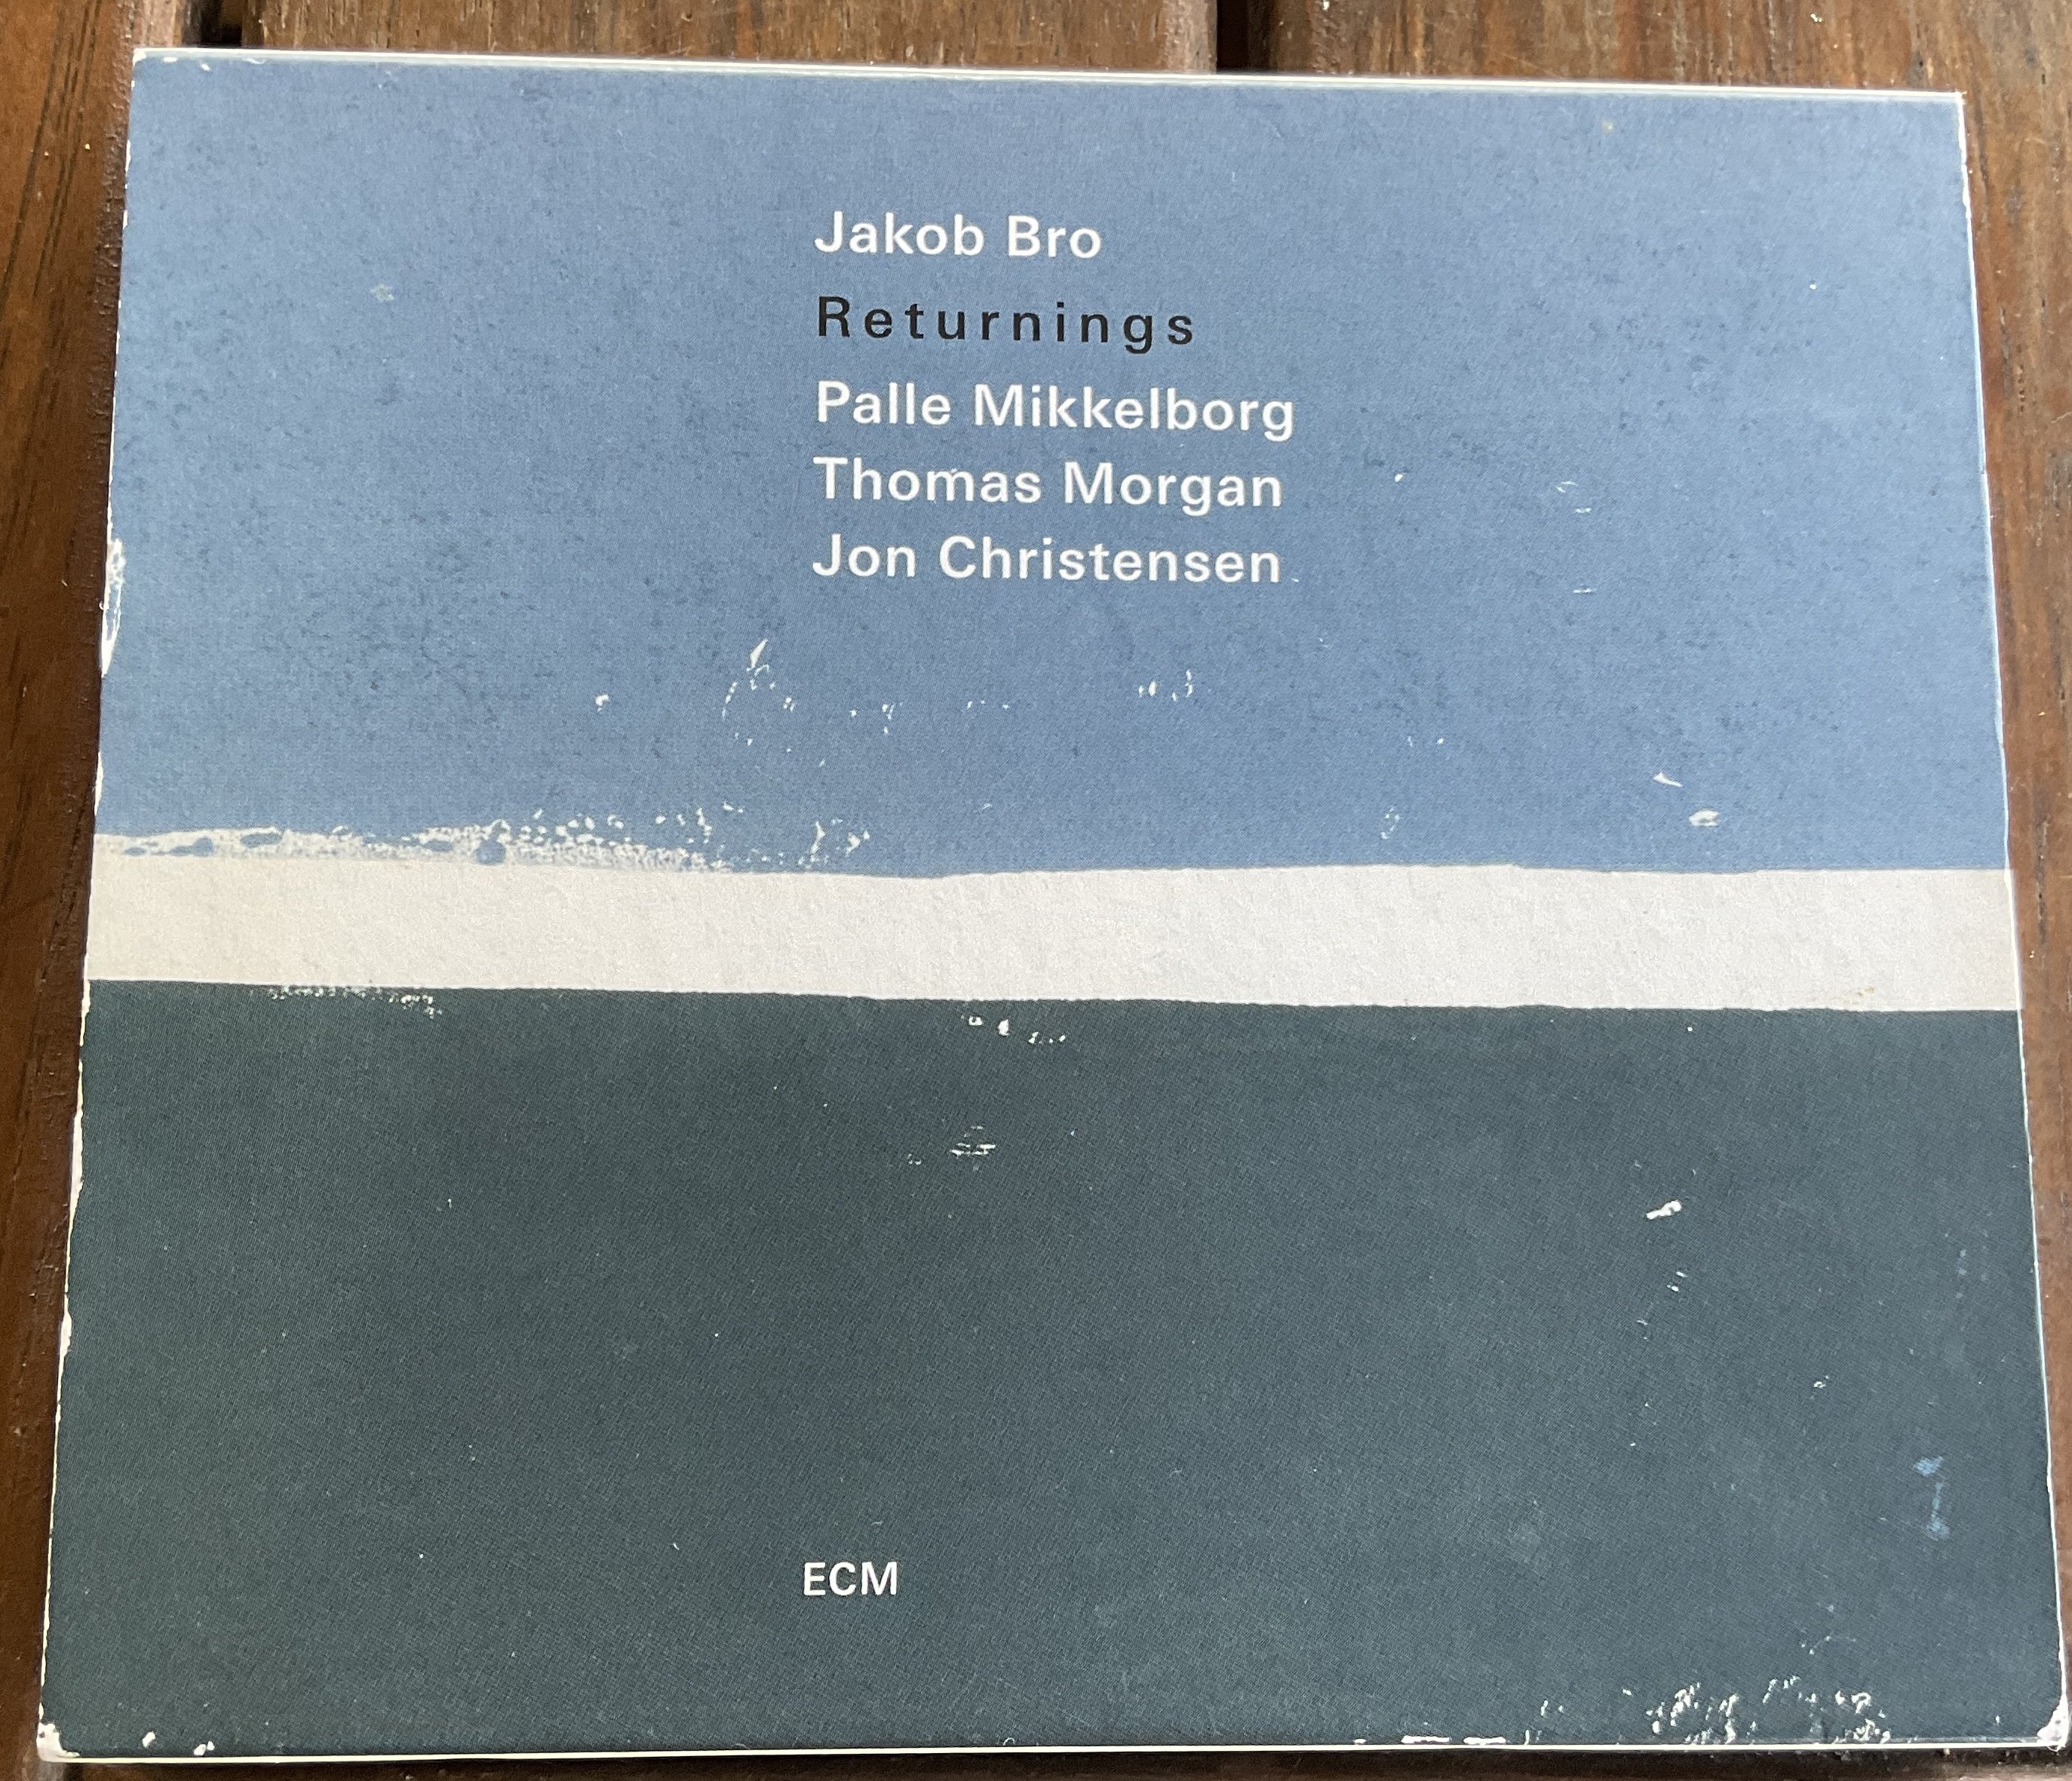 Jakob Bro
Returnings
Palle Mikkelborg
Thomas Morgan
Jon Christensen
ECM